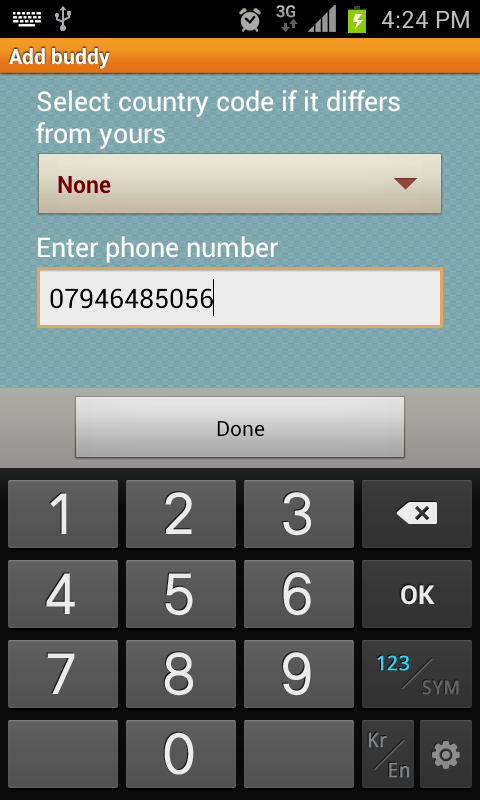 3G 4:24 PM
Add buddy
Select country code if it differs
from yours
None
Enter phone number
07946485056
Done
1 2 3
4 5 6 OK
7 8 9 123/SYM
0 Kr/En